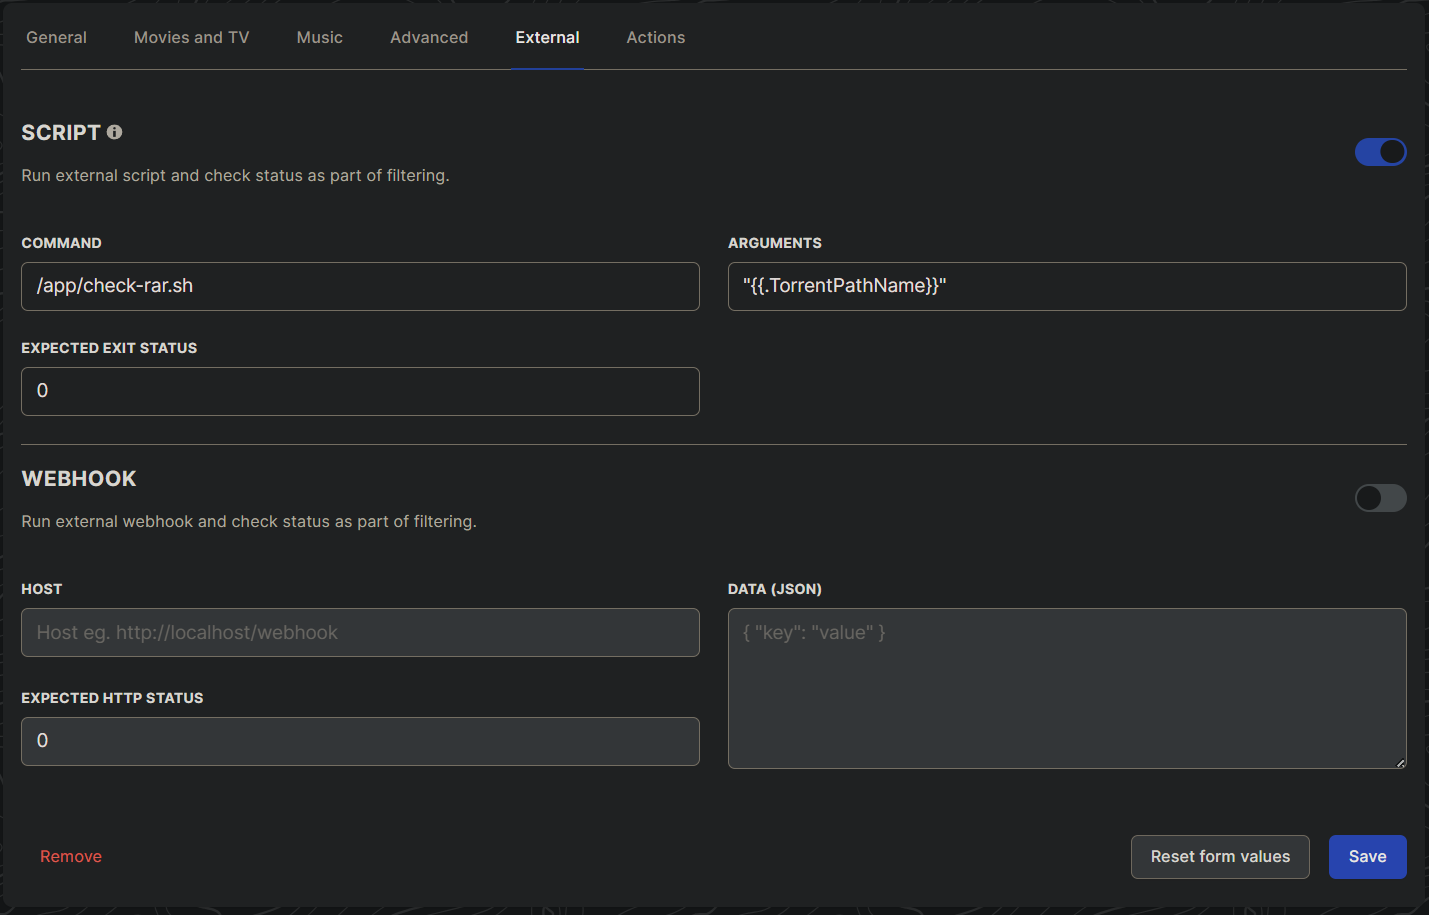 General Movies and TV Music Advanced External Actions
SCRIPT
Run external script and check status as part of filtering.
COMMAND
/app/check-rar.sh
ARGUMENTS
"{{.TorrentPathName}}"
EXPECTED EXIT STATUS
0
WEBHOOK
Run external webhook and check status as part of filtering.
HOST
Host eg. http://localhost/webhook
DATA (JSON)
{ "key": "value" }
EXPECTED HTTP STATUS
0
Remove
Reset form values
Save